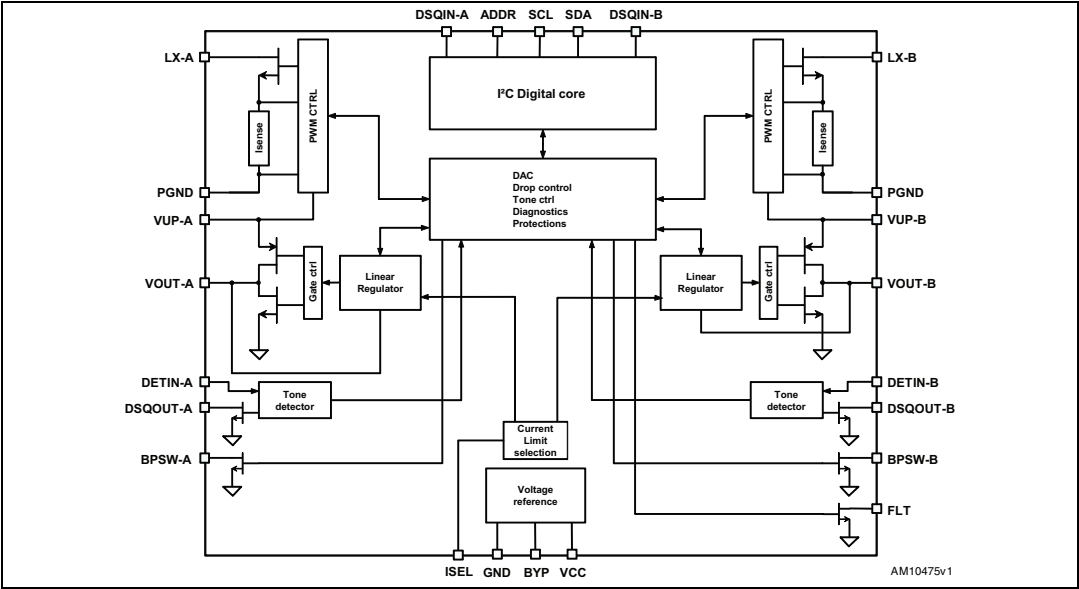 DSQIN-A ADDR SCL SDA DSQIN-B
LX-A
LX-B
PWM CTRL
PWM CTRL
I²C Digital core
Isense
Isense
DAC
Drop control
Tone ctrl
Diagnostics
Protections
PGND
PGND
VUP-A
VUP-B
Gate ctrl
Linear
Regulator
Linear
Regulator
Gate ctrl
VOUT-A
VOUT-B
DETIN-A
DETIN-B
Tone
detector
Tone
detector
DSQOUT-A
DSQOUT-B
Current
Limit
selection
BPSW-A
BPSW-B
Voltage
reference
FLT
ISEL GND BYP VCC
AM10475v1